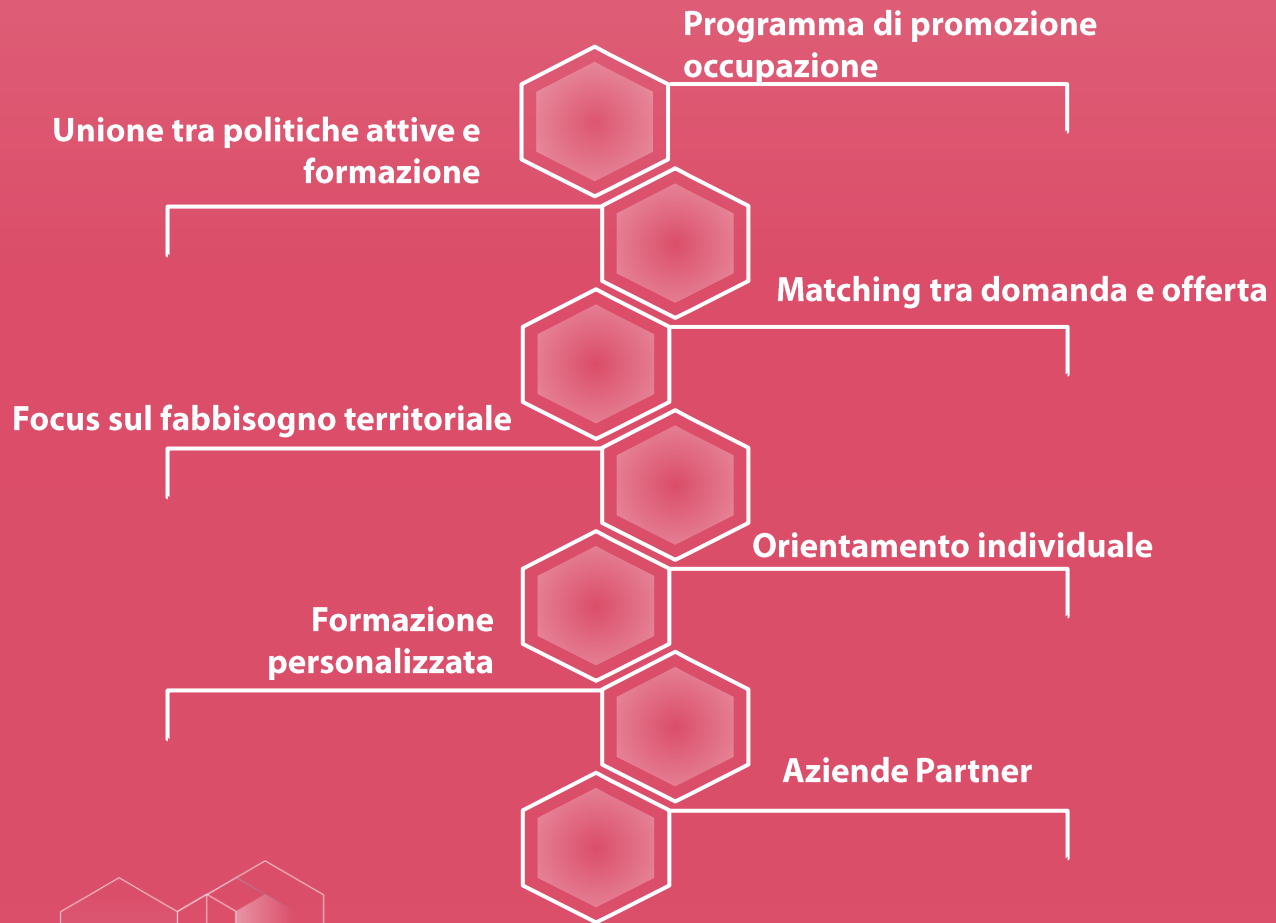 Programma di promozione
occupazione
Unione tra politiche attive e
formazione
Matching tra domanda e offerta
Focus sul fabbisogno territoriale
Orientamento individuale
Formazione
personalizzata
Aziende Partner